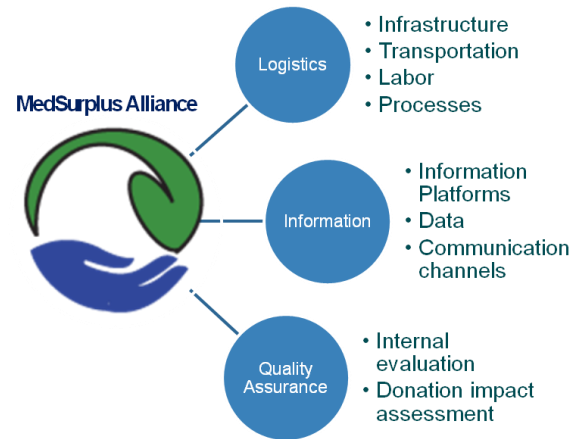 MedSurplus Alliance
Logistics
• Infrastructure
• Transportation
• Labor
• Processes
Information
• Information
Platforms
• Data
• Communication
channels
Quality
Assurance
• Internal
evaluation
• Donation impact
assessment